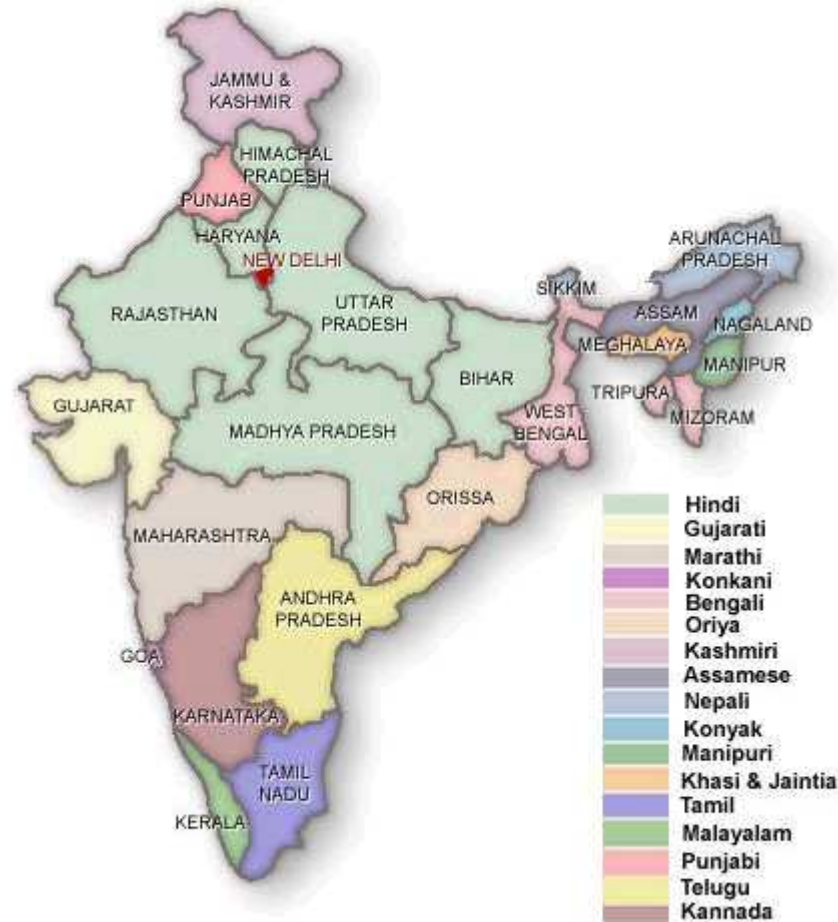 JAMMU &
KASHMIR
HIMACHAL
PRADESH
PUNJAB
HARYANA
NEW DELHI
ARUNACHAL
PRADESH
SIKKIM
RAJASTHAN
UTTAR
PRADESH
ASSAM
NAGALAND
MEGHALAYA
MANIPUR
BIHAR
TRIPURA
GUJARAT
WEST
BENGAL
MIZORAM
MADHYA PRADESH
ORISSA
MAHARASHTRA
ANDHRA
PRADESH
GOA
KARNATAKA
TAMIL
NADU
KERALA
Hindi
Gujarati
Marathi
Konkani
Bengali
Oriya
Kashmiri
Assamese
Nepali
Konyak
Manipuri
Khasi & Jaintia
Tamil
Malayalam
Punjabi
Telugu
Kannada